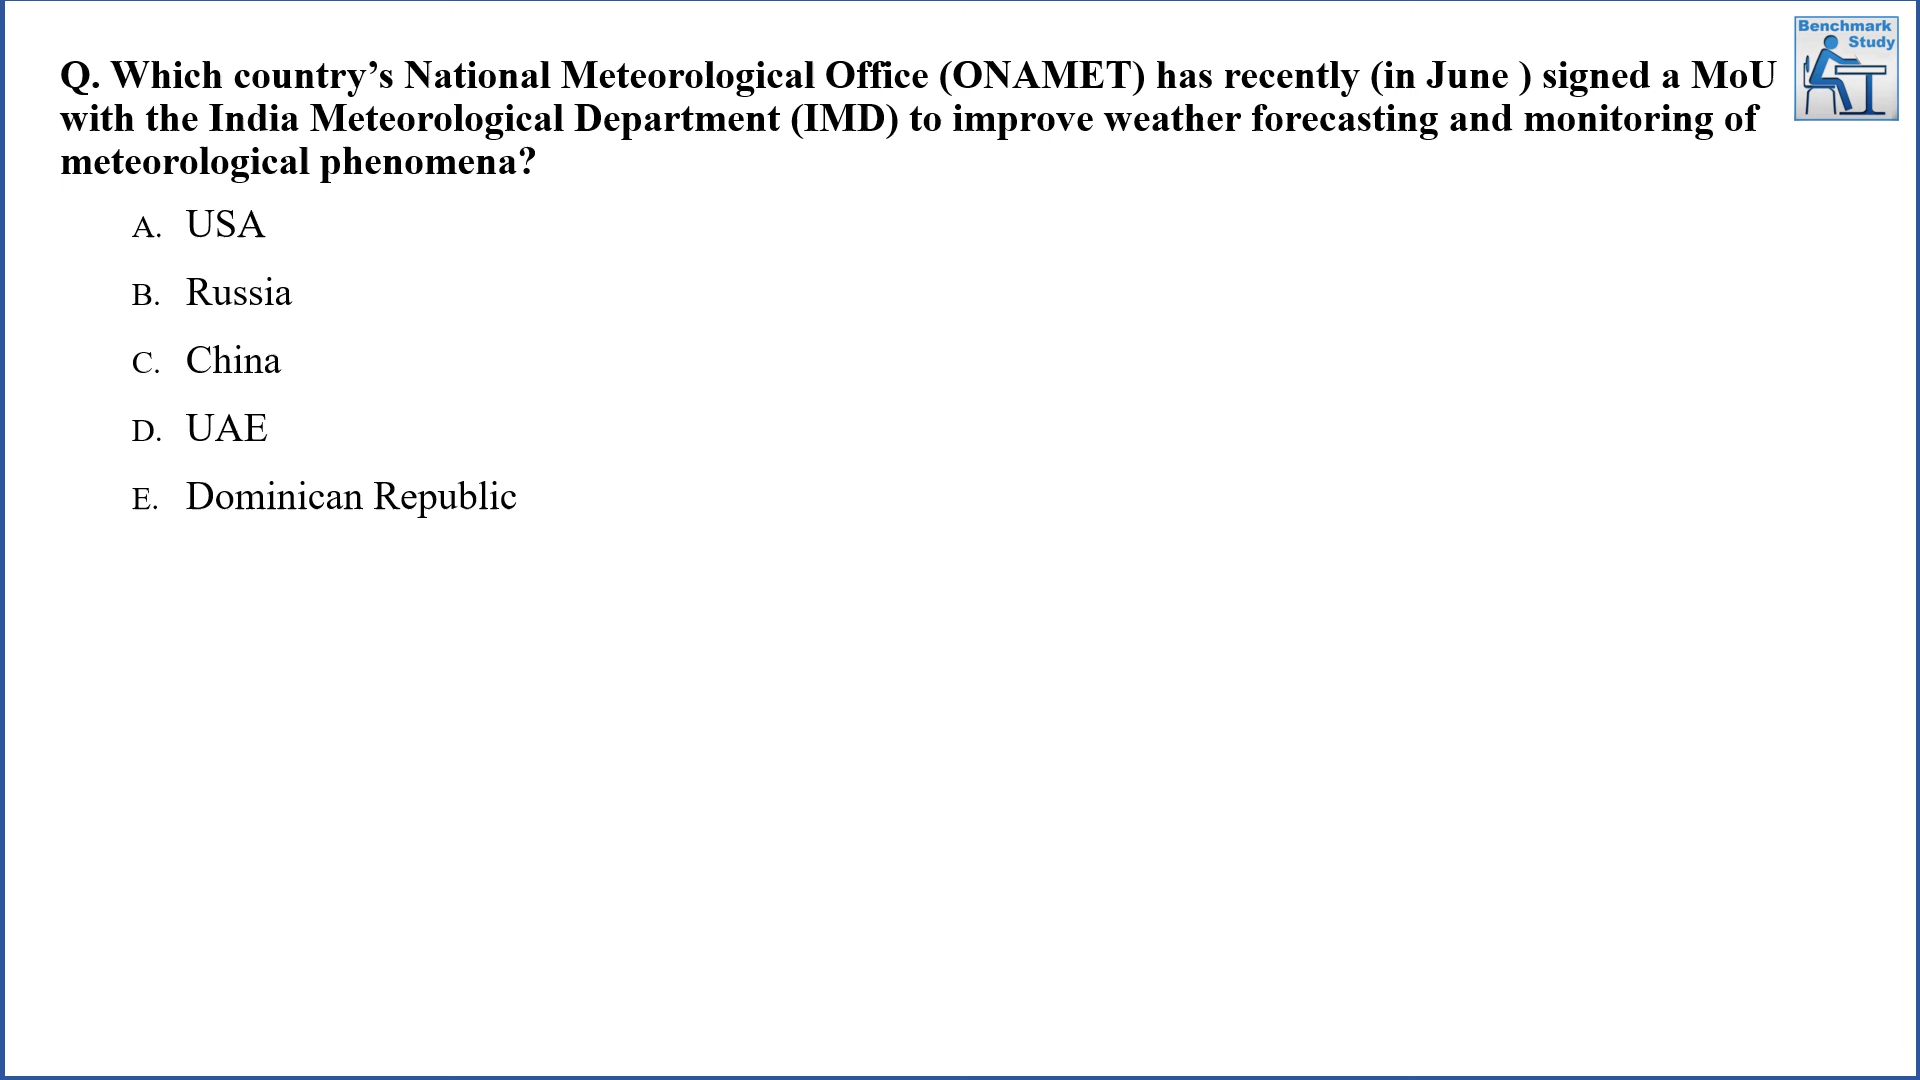 Benchmark
Study
Q. Which country’s National Meteorological Office (ONAMET) has recently (in June ) signed a MoU
with the India Meteorological Department (IMD) to improve weather forecasting and monitoring of
meteorological phenomena?
A. USA
B. Russia
C. China
D. UAE
E. Dominican Republic